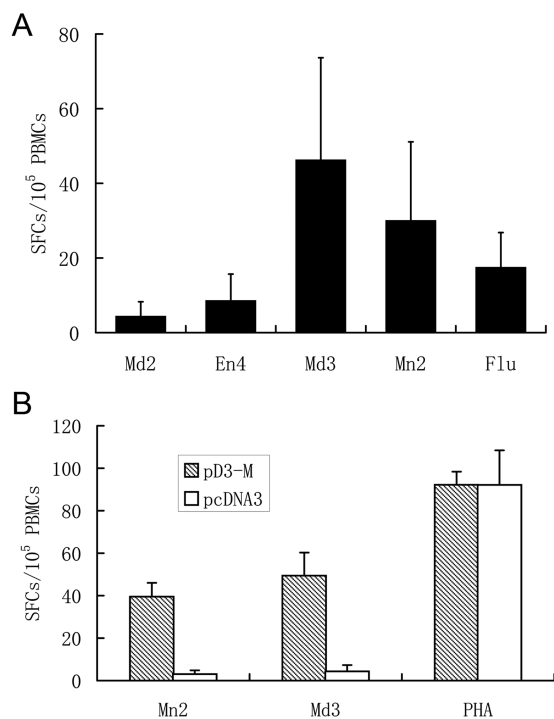 A
SFCs/10⁵ PBMCs
80
60
40
20
0
Md2 En4 Md3 Mn2 Flu
B
SFCs/10⁵ PBMCs
120
100
80
60
40
20
0
pD3-M
pcDNA3
Mn2 Md3 PHA